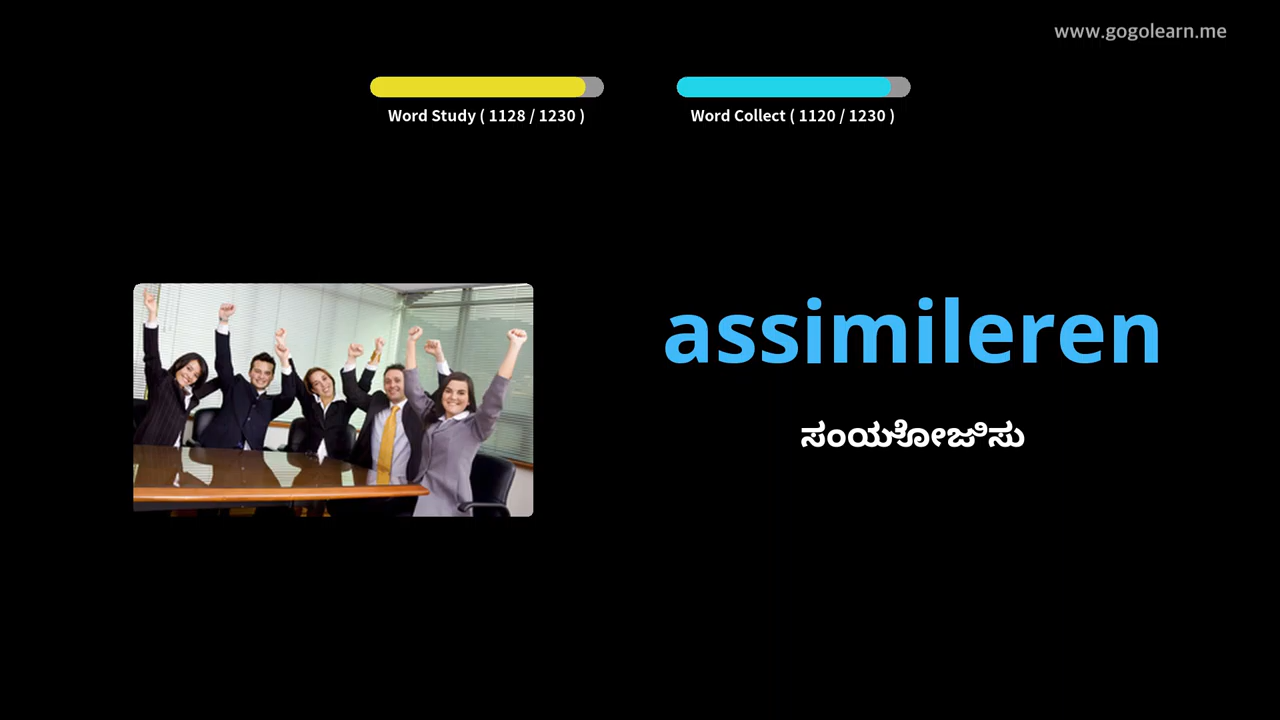 www.gogolearn.me
Word Study ( 1128 / 1230 )
Word Collect ( 1120 / 1230 )
assimileren
ಸಂಯೋಜಿಸು